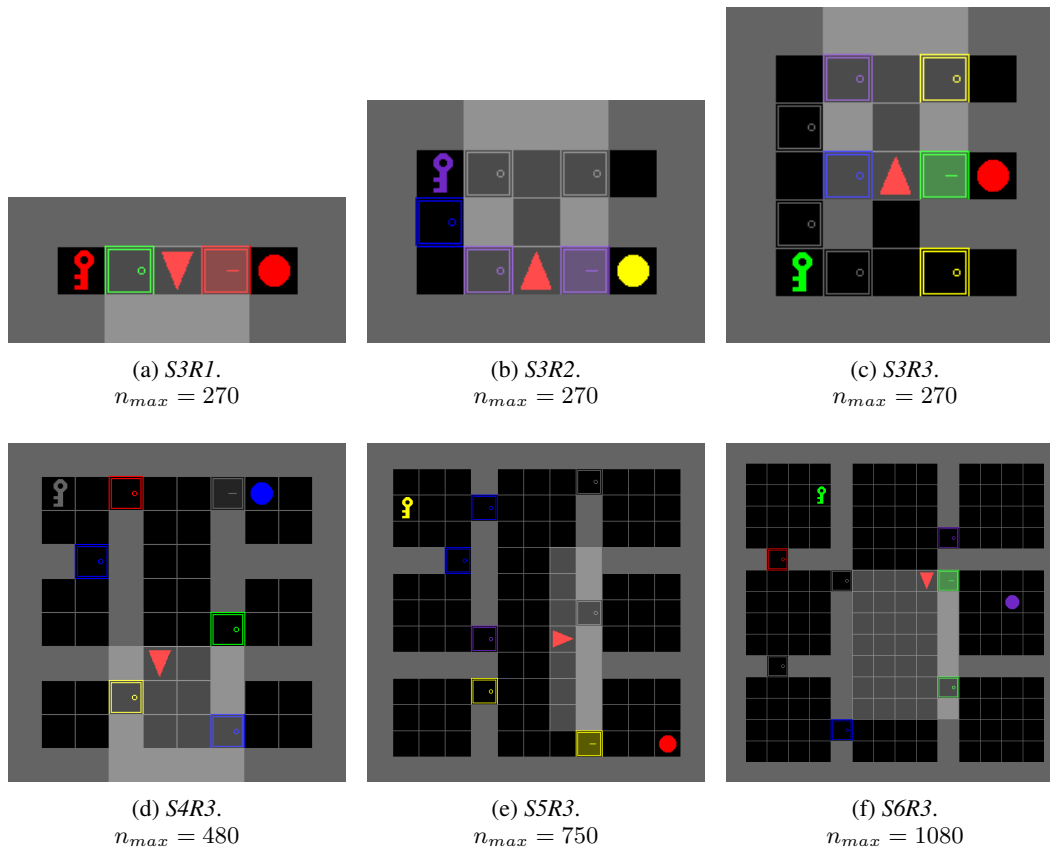 (a) S3R1.
n_max = 270
(b) S3R2.
n_max = 270
(c) S3R3.
n_max = 270
(d) S4R3.
n_max = 480
(e) S5R3.
n_max = 750
(f) S6R3.
n_max = 1080